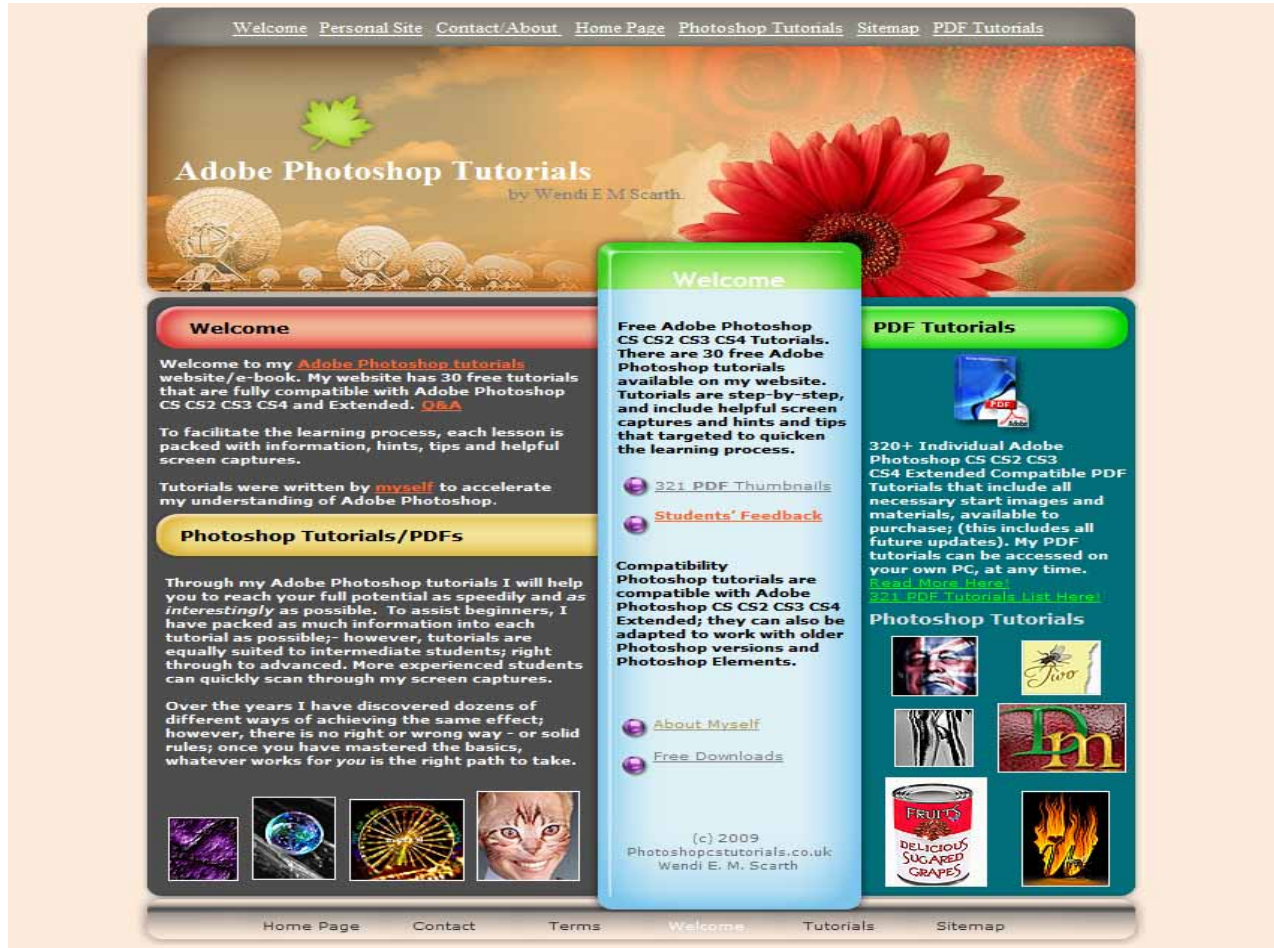 Welcome Personal Site Contact/About Home Page Photoshop Tutorials Sitemap PDF Tutorials
Adobe Photoshop Tutorials
by Wendi E M Scarth.
Welcome
Welcome to my Adobe Photoshop tutorials
website/e-book. My website has 30 free tutorials
that are fully compatible with Adobe Photoshop
CS CS2 CS3 CS4 and Extended. Q&A
To facilitate the learning process, each lesson is
packed with information, hints, tips and helpful
screen captures.
Tutorials were written by myself to accelerate
my understanding of Adobe Photoshop.
Photoshop Tutorials/PDFs
Through my Adobe Photoshop tutorials I will help
you to reach your full potential as speedily and as
interestingly as possible. To assist beginners, I
have packed as much information into each
tutorial as possible;- however, tutorials are
equally suited to intermediate students; right
through to advanced. More experienced students
can quickly scan through my screen captures.
Over the years I have discovered dozens of
different ways of achieving the same effect;
however, there is no right or wrong way - or solid
rules; once you have mastered the basics,
whatever works for you is the right path to take.
Welcome
Free Adobe Photoshop
CS CS2 CS3 CS4 Tutorials.
There are 30 free Adobe
Photoshop tutorials
available on my website.
Tutorials are step-by-step,
and include helpful screen
captures and hints and tips
that targeted to quicken
the learning process.
321 PDF Thumbnails
Students' Feedback
Compatibility
Photoshop tutorials are
compatible with Adobe
Photoshop CS CS2 CS3 CS4
Extended; they can also be
adapted to work with older
Photoshop versions and
Photoshop Elements.
About Myself
Free Downloads
(c) 2009
Photoshopcstutorials.co.uk
Wendi E. M. Scarth
PDF Tutorials
PDF
Adobe
320+ Individual Adobe
Photoshop CS CS2 CS3
CS4 Extended Compatible PDF
Tutorials that include all
necessary start images and
materials, available to
purchase; (this includes all
future updates). My PDF
tutorials can be accessed on
your own PC, at any time.
Read More Here!
321 PDF Tutorials List Here!
Photoshop Tutorials
Two
Dm
FRUITS
DELICIOUS
SUGARED
GRAPES
Home Page Contact Terms Welcome Tutorials Sitemap